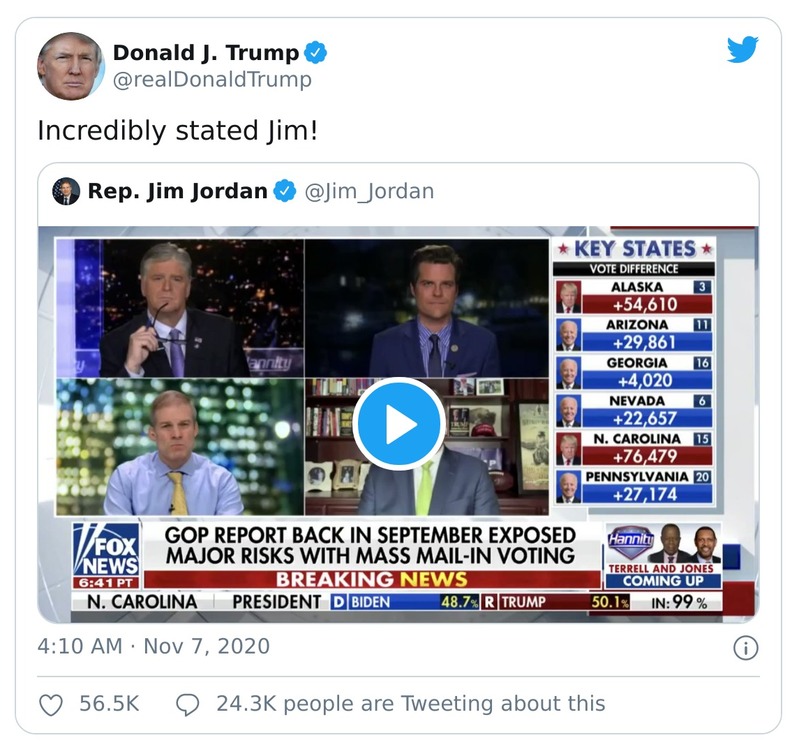 Donald J. Trump
@realDonaldTrump
Incredibly stated Jim!
Rep. Jim Jordan @Jim_Jordan
KEY STATES
VOTE DIFFERENCE
ALASKA 3
+54,610
ARIZONA 11
+29,861
GEORGIA 16
+4,020
NEVADA 6
+22,657
N. CAROLINA 15
+76,479
PENNSYLVANIA 20
+27,174
FOX
NEWS
6:41 PT
GOP REPORT BACK IN SEPTEMBER EXPOSED
MAJOR RISKS WITH MASS MAIL-IN VOTING
BREAKING NEWS
Hannity
TERRELL AND JONES
COMING UP
N. CAROLINA PRESIDENT D BIDEN 48.7% R TRUMP 50.1% IN: 99%
4:10 AM · Nov 7, 2020
56.5K 24.3K people are Tweeting about this